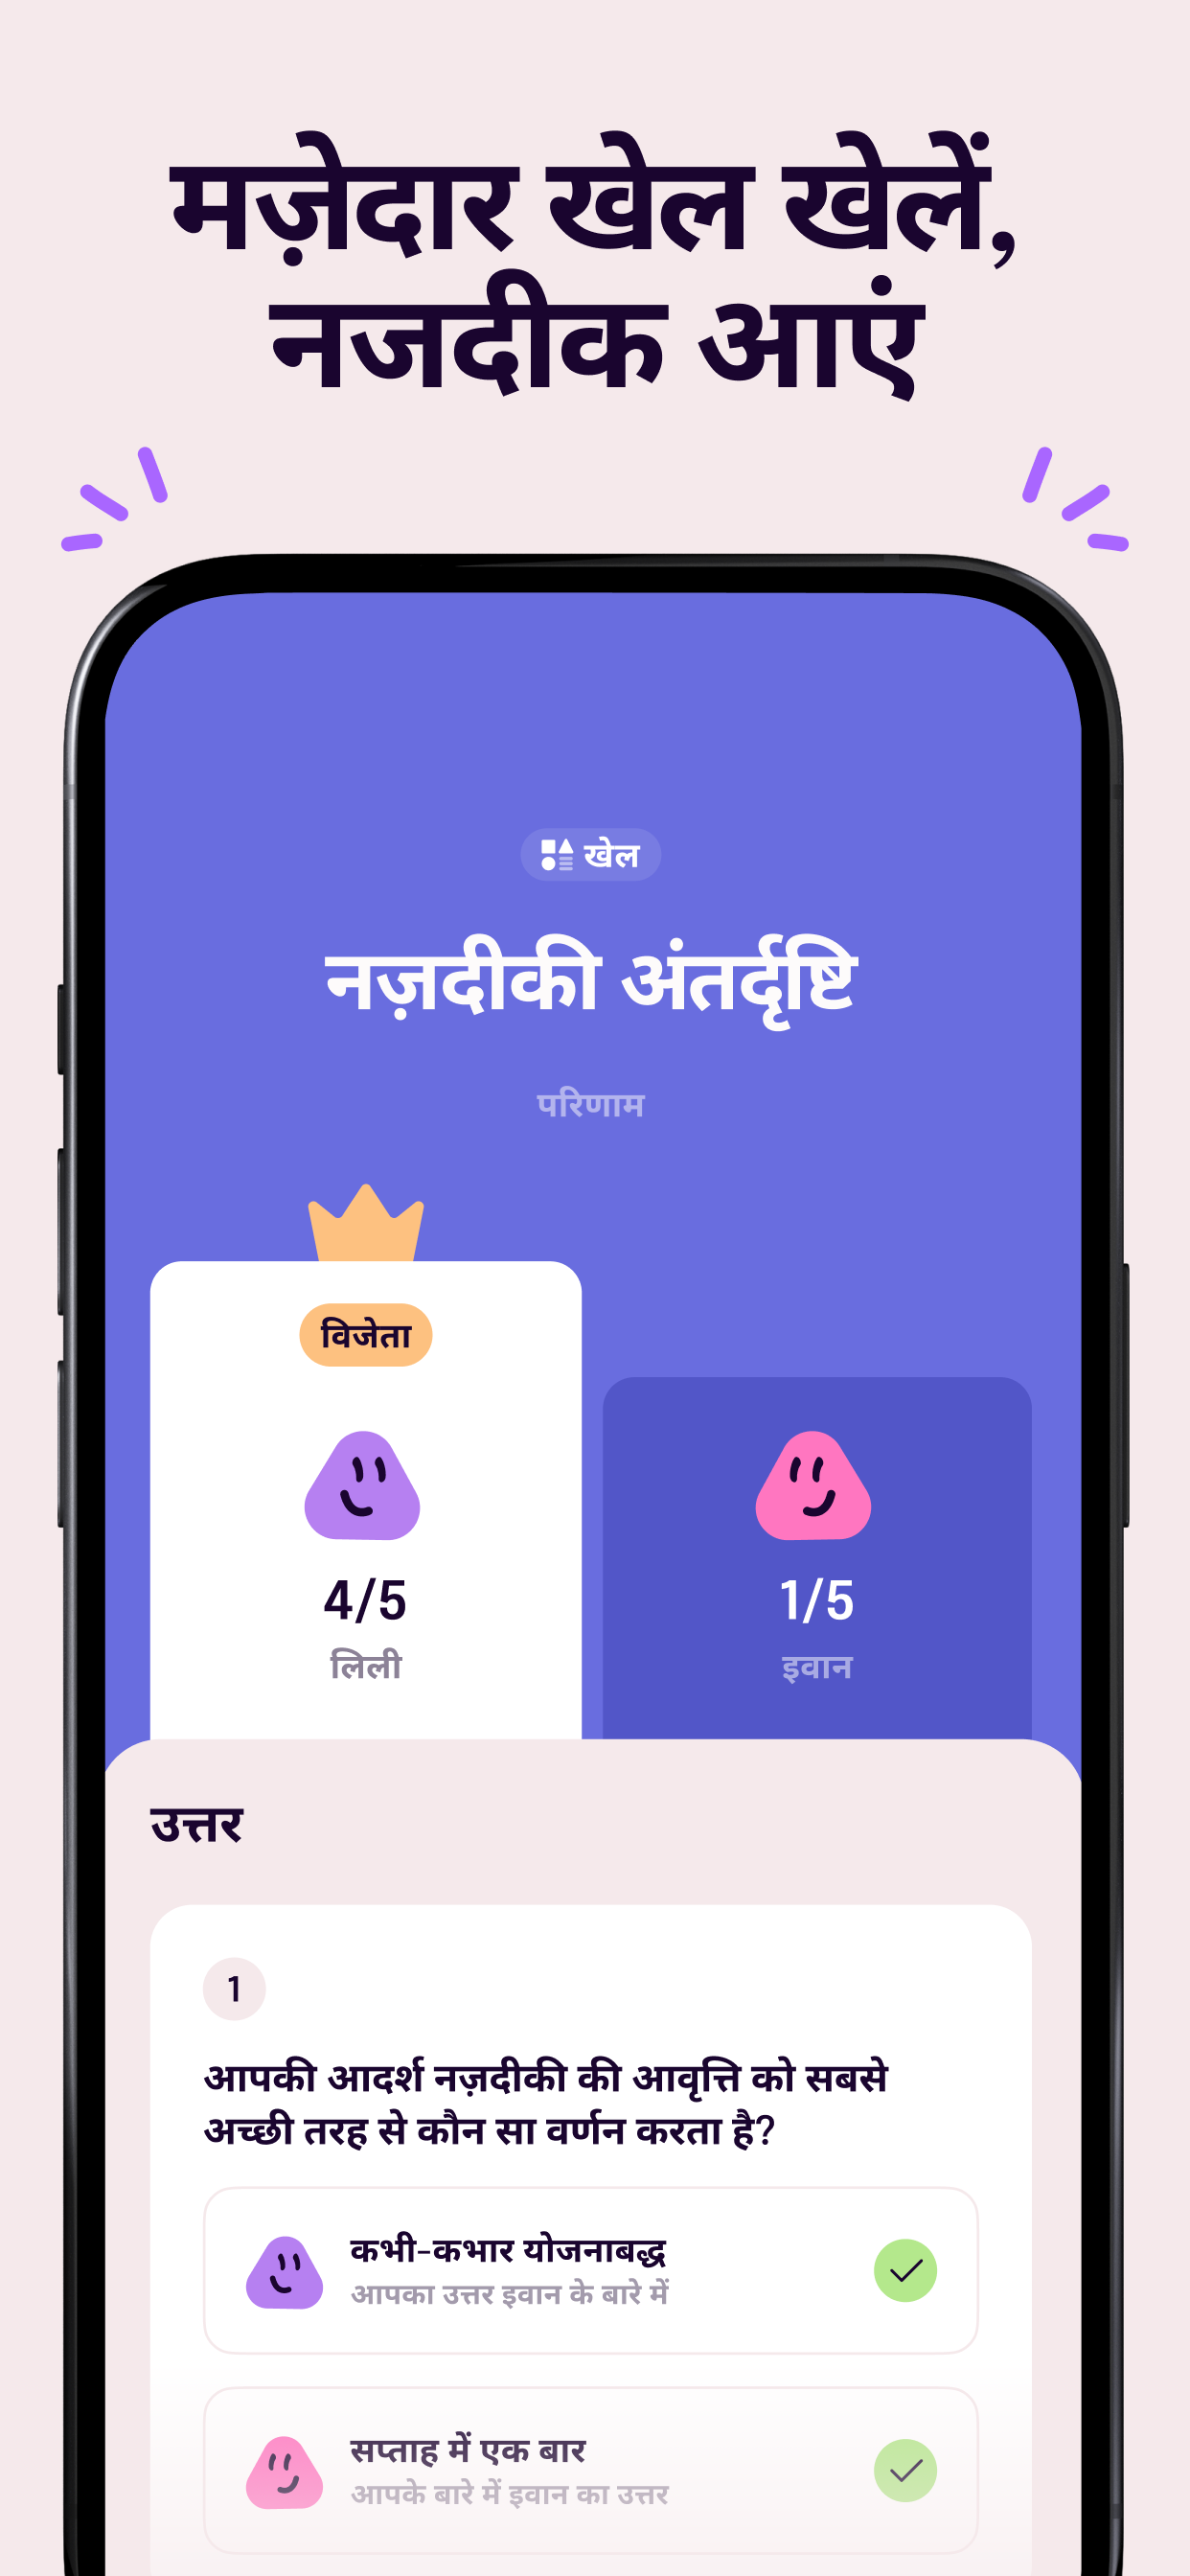 मज़ेदार खेल खेलें,
नजदीक आएं
खेल
नज़दीकी अंतर्दृष्टि
परिणाम
विजेता
4/5
लिली
1/5
इवान
उत्तर
1
आपकी आदर्श नज़दीकी की आवृत्ति को सबसे
अच्छी तरह से कौन सा वर्णन करता है?
कभी-कभार योजनाबद्ध
आपका उत्तर इवान के बारे में
सप्ताह में एक बार
आपके बारे में इवान का उत्तर